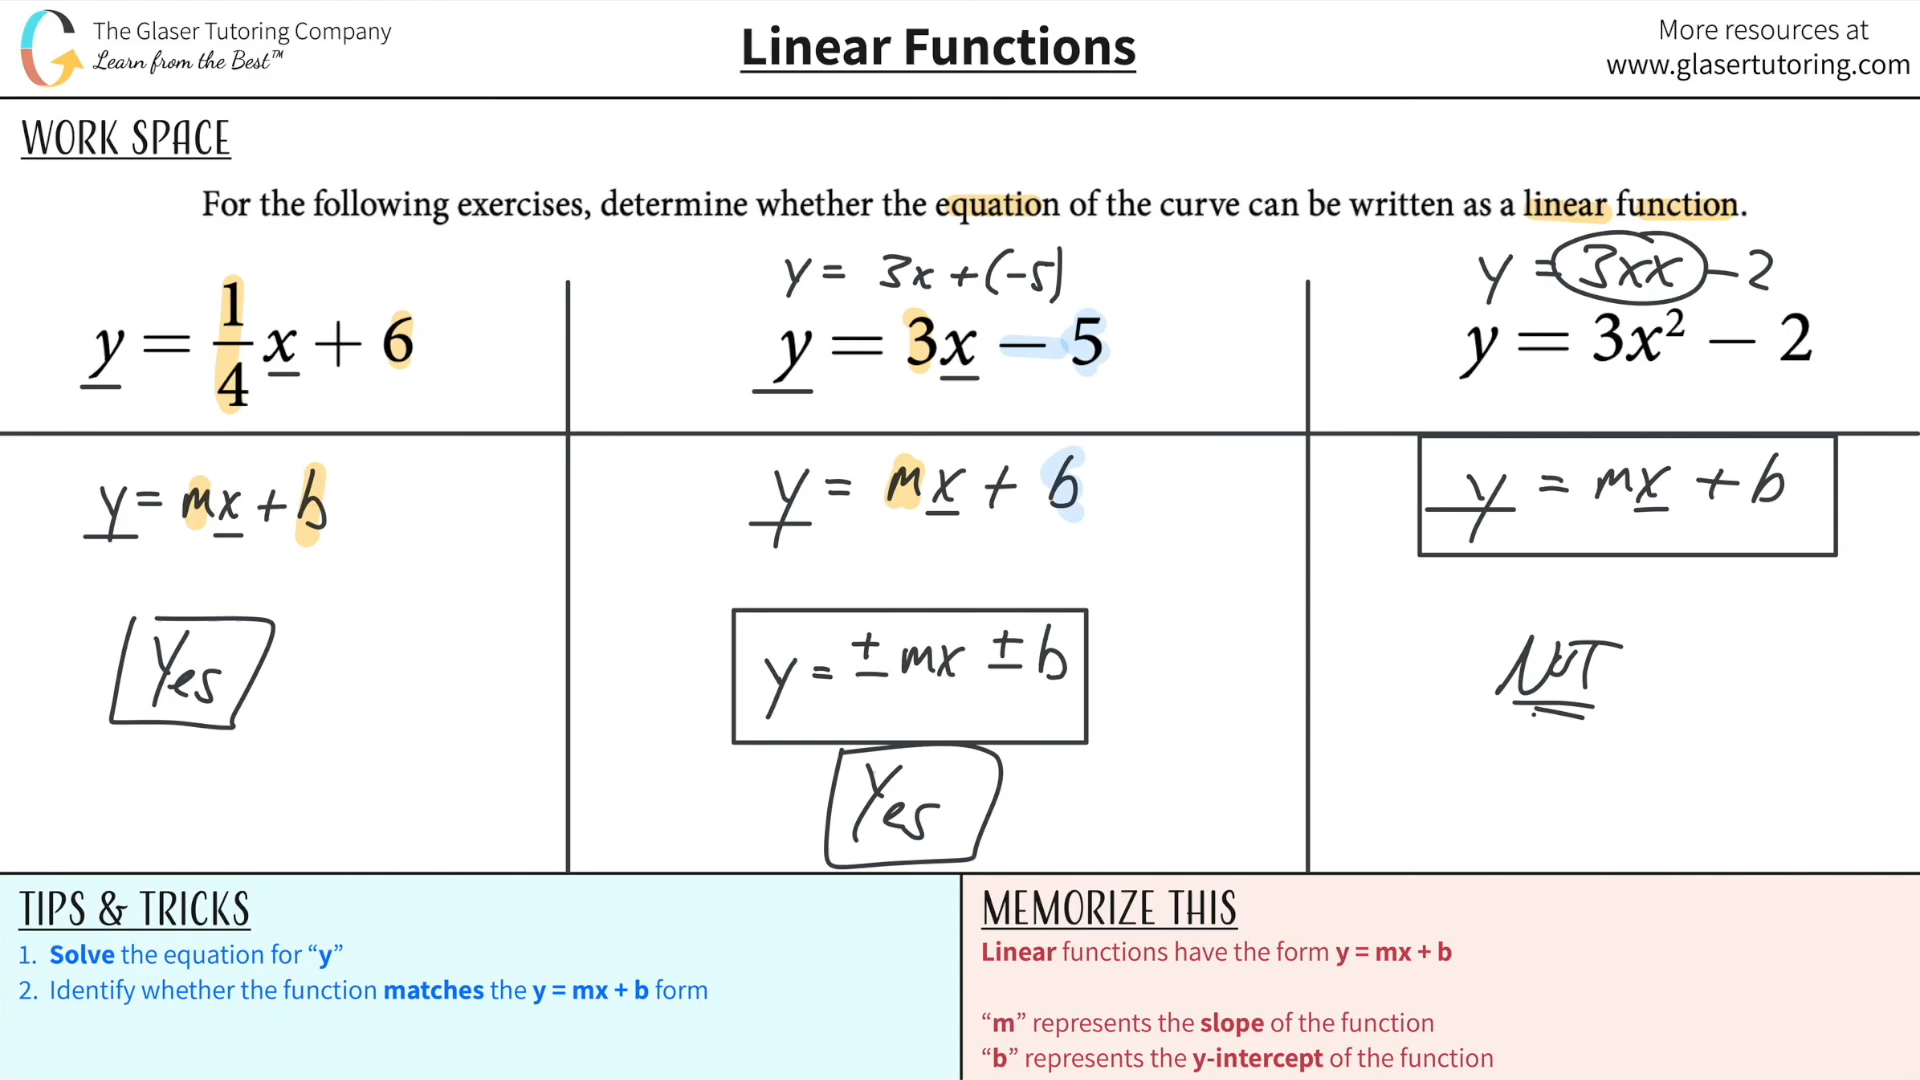 The Glaser Tutoring Company
Learn from the Best™
Linear Functions
More resources at
www.glasertutoring.com
WORK SPACE
For the following exercises, determine whether the equation of the curve can be written as a linear function.
y = 1/4 x + 6
y = mx + b
Yes
y = 3x + (-5)
y = 3x − 5
y = mx + b
y = ± mx ± b
Yes
y = 3xx - 2
y = 3x² − 2
y = mx + b
NOT
TIPS & TRICKS
1. Solve the equation for “y”
2. Identify whether the function matches the y = mx + b form
MEMORIZE THIS
Linear functions have the form y = mx + b
“m” represents the slope of the function
“b” represents the y-intercept of the function